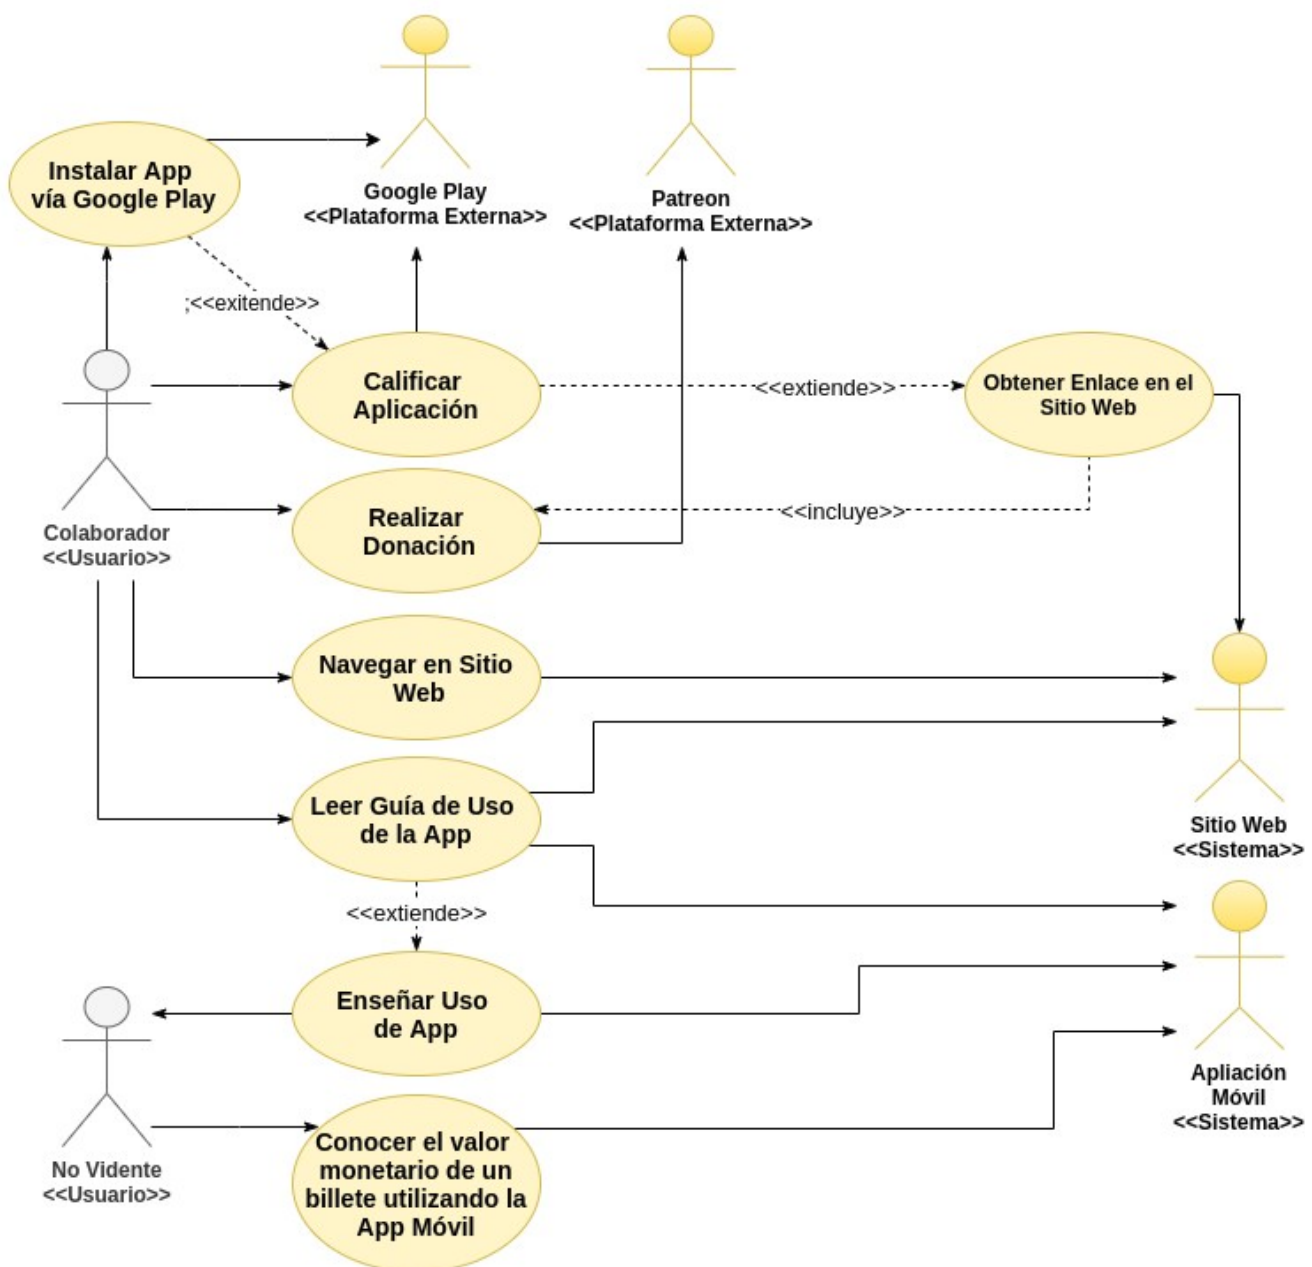 Instalar App
vía Google Play
Google Play
<<Plataforma Externa>>
Patreon
<<Plataforma Externa>>
;<<exitende>>
Calificar
Aplicación
<<extiende>>
Obtener Enlace en el
Sitio Web
Colaborador
<<Usuario>>
Realizar
Donación
<<incluye>>
Navegar en Sitio
Web
Leer Guía de Uso
de la App
Sitio Web
<<Sistema>>
<<extiende>>
Enseñar Uso
de App
Apliación
Móvil
<<Sistema>>
No Vidente
<<Usuario>>
Conocer el valor
monetario de un
billete utilizando la
App Móvil